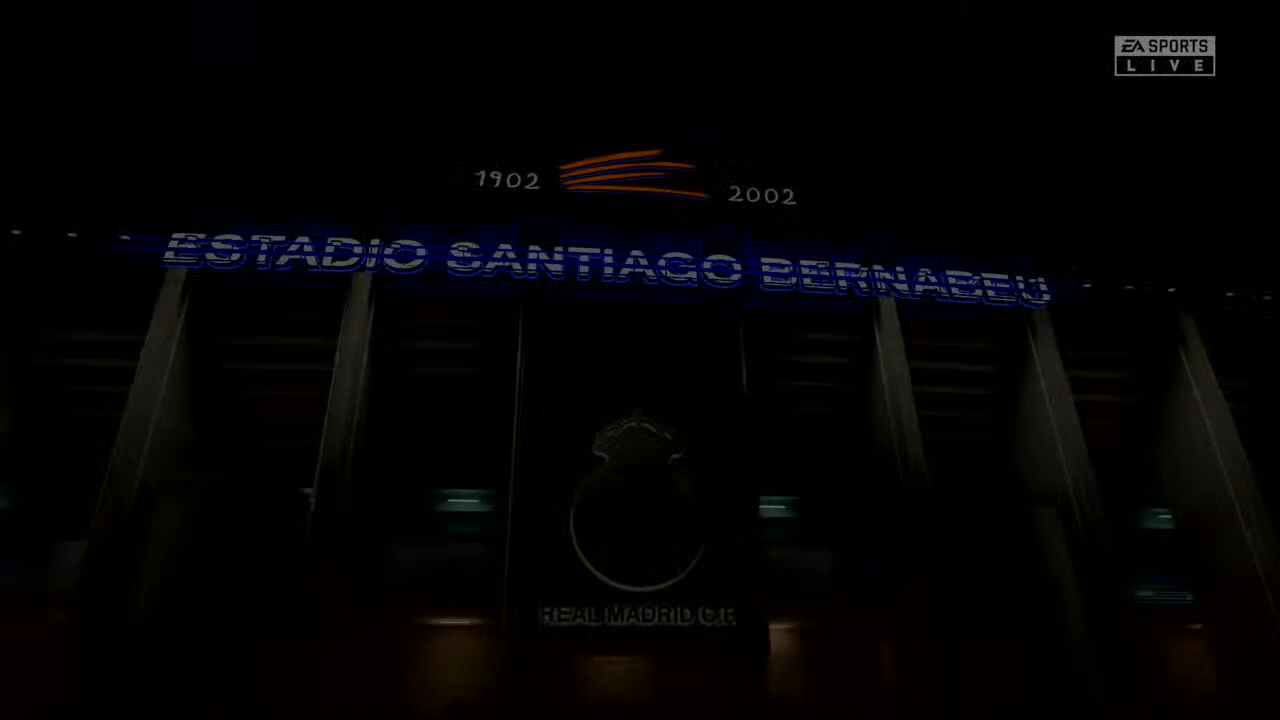 EA SPORTS
LIVE
1902 2002
ESTADIO SANTIAGO BERNABEU
REAL MADRID C.F.